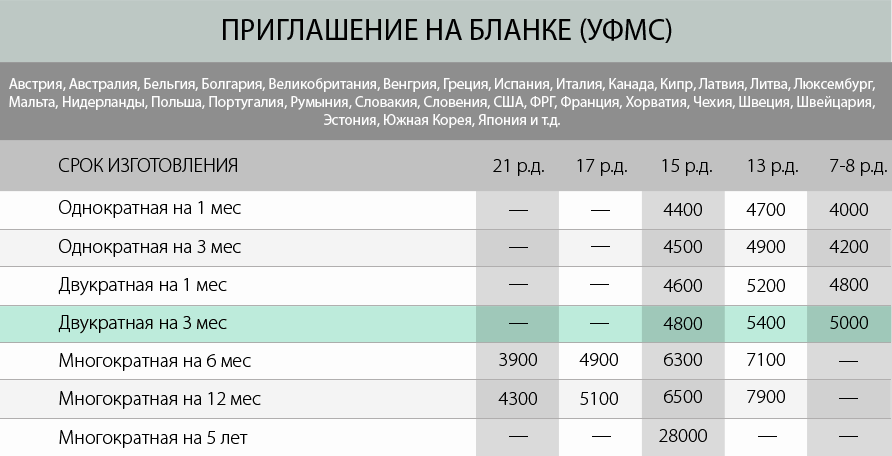 ПРИГЛАШЕНИЕ НА БЛАНКЕ (УФМС)
Австрия, Австралия, Бельгия, Болгария, Великобритания, Венгрия, Греция, Испания, Италия, Канада, Кипр, Латвия, Литва, Люксембург,
Мальта, Нидерланды, Польша, Португалия, Румыния, Словакия, Словения, США, ФРГ, Франция, Хорватия, Чехия, Швеция, Швейцария,
Эстония, Южная Корея, Япония и т.д.
СРОК ИЗГОТОВЛЕНИЯ 21 р.д. 17 р.д. 15 р.д. 13 р.д. 7-8 р.д.
Однократная на 1 мес — — 4400 4700 4000
Однократная на 3 мес — — 4500 4900 4200
Двукратная на 1 мес — — 4600 5200 4800
Двукратная на 3 мес — — 4800 5400 5000
Многократная на 6 мес 3900 4900 6300 7100 —
Многократная на 12 мес 4300 5100 6500 7900 —
Многократная на 5 лет — — 28000 — —